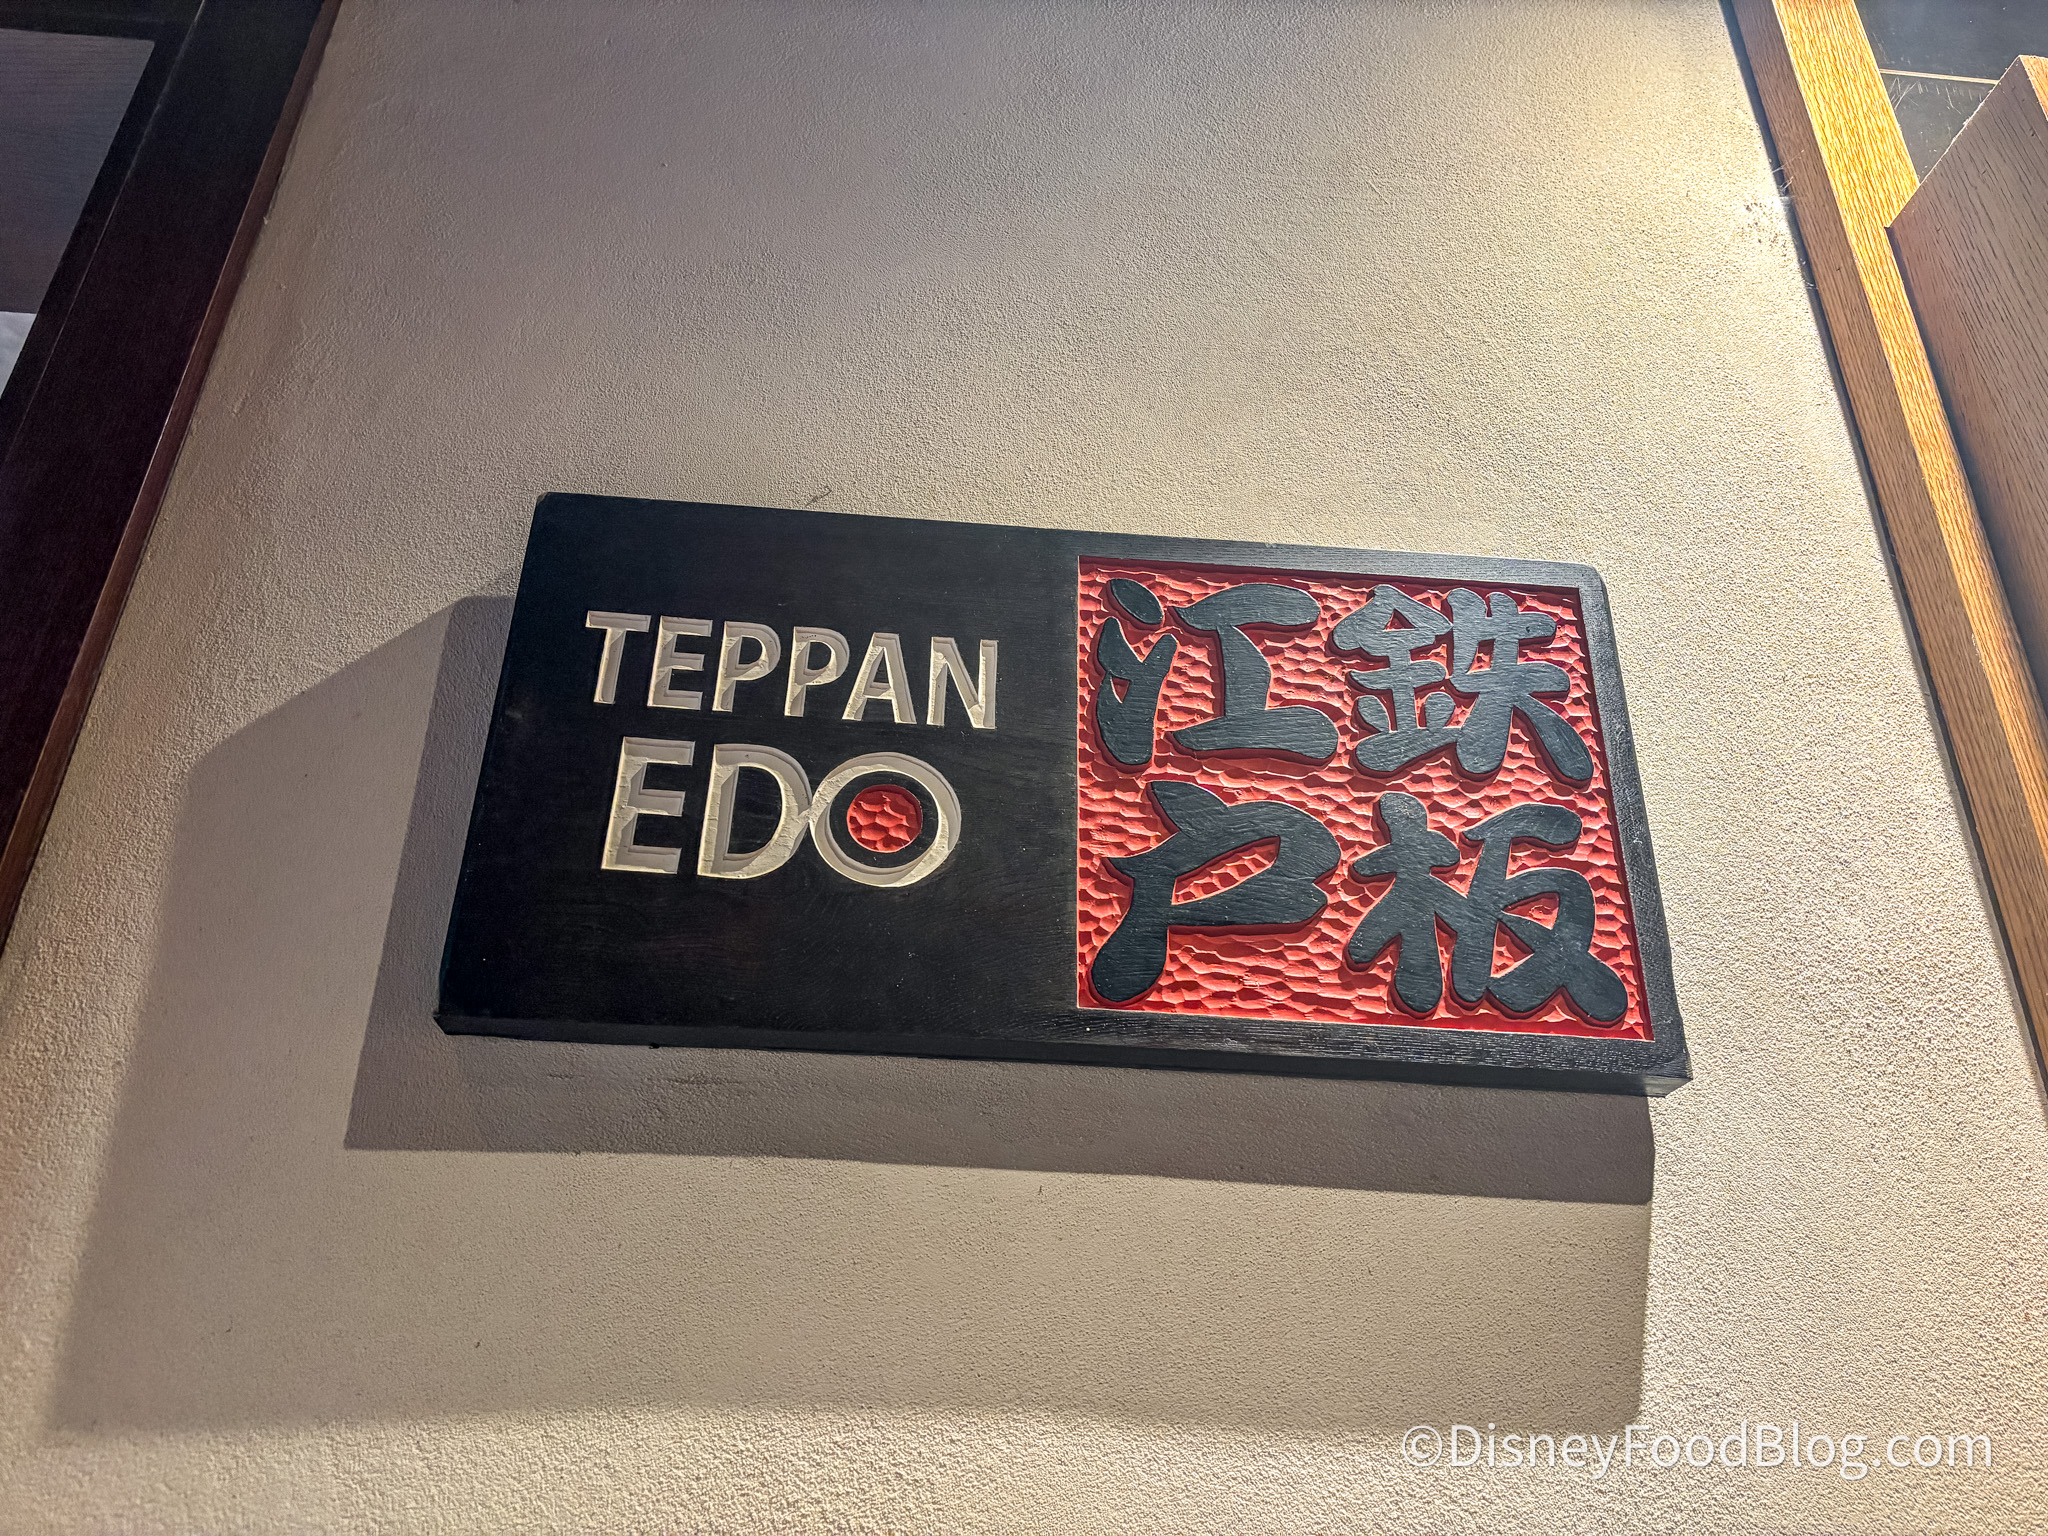 TEPPAN
EDO
鉄板
江戸
©DisneyFoodBlog.com